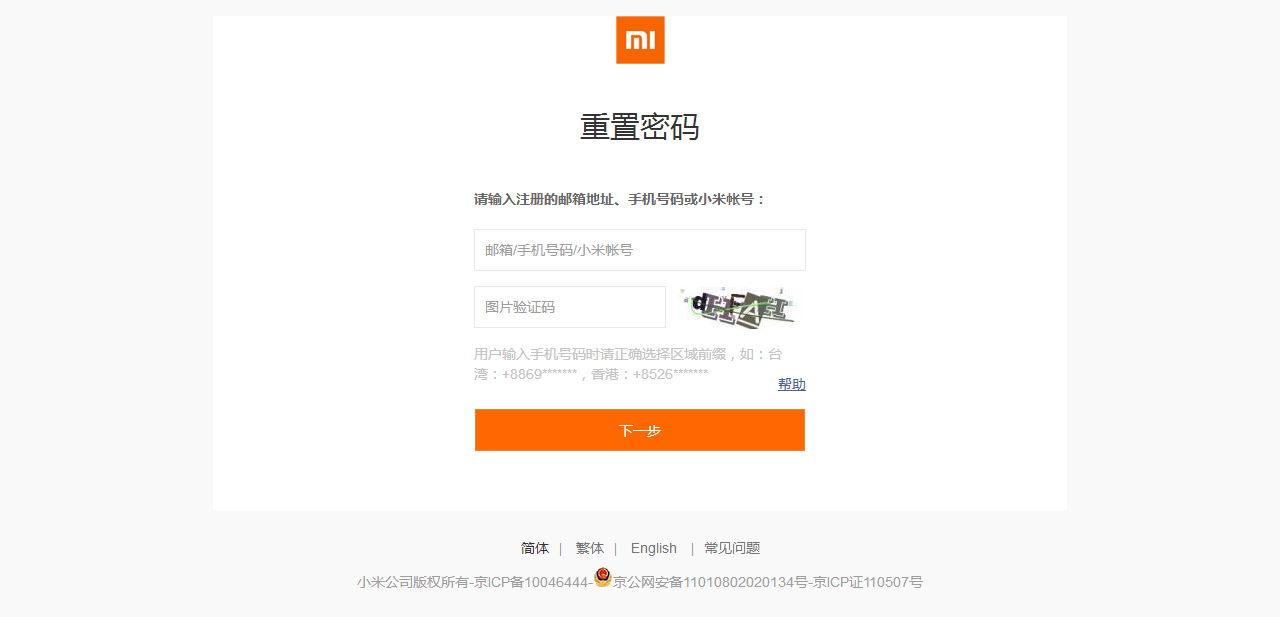 mi
重置密码
请输入注册的邮箱地址、手机号码或小米帐号：
邮箱/手机号码/小米帐号
图片验证码
用户输入手机号码时请正确选择区域前缀，如：台
湾：+8869*******，香港：+8526*******
帮助
下一步
简体 | 繁体 | English | 常见问题
小米公司版权所有-京ICP备10046444-京公网安备11010802020134号-京ICP证110507号